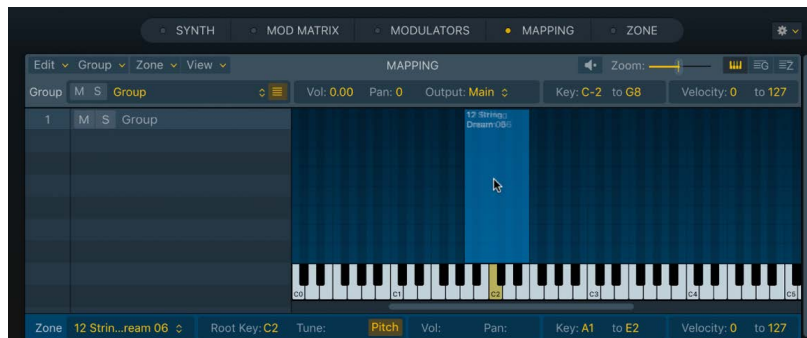 SYNTH MOD MATRIX MODULATORS MAPPING ZONE
Edit Group Zone View MAPPING Zoom:
Group M S Group Vol: 0.00 Pan: 0 Output: Main Key: C-2 to G8 Velocity: 0 to 127
1 M S Group
12 String
Dream 06
C0 C1 C2 C3 C4 C5
Zone 12 Strin...ream 06 Root Key: C2 Tune: Pitch Vol: Pan: Key: A1 to E2 Velocity: 0 to 127